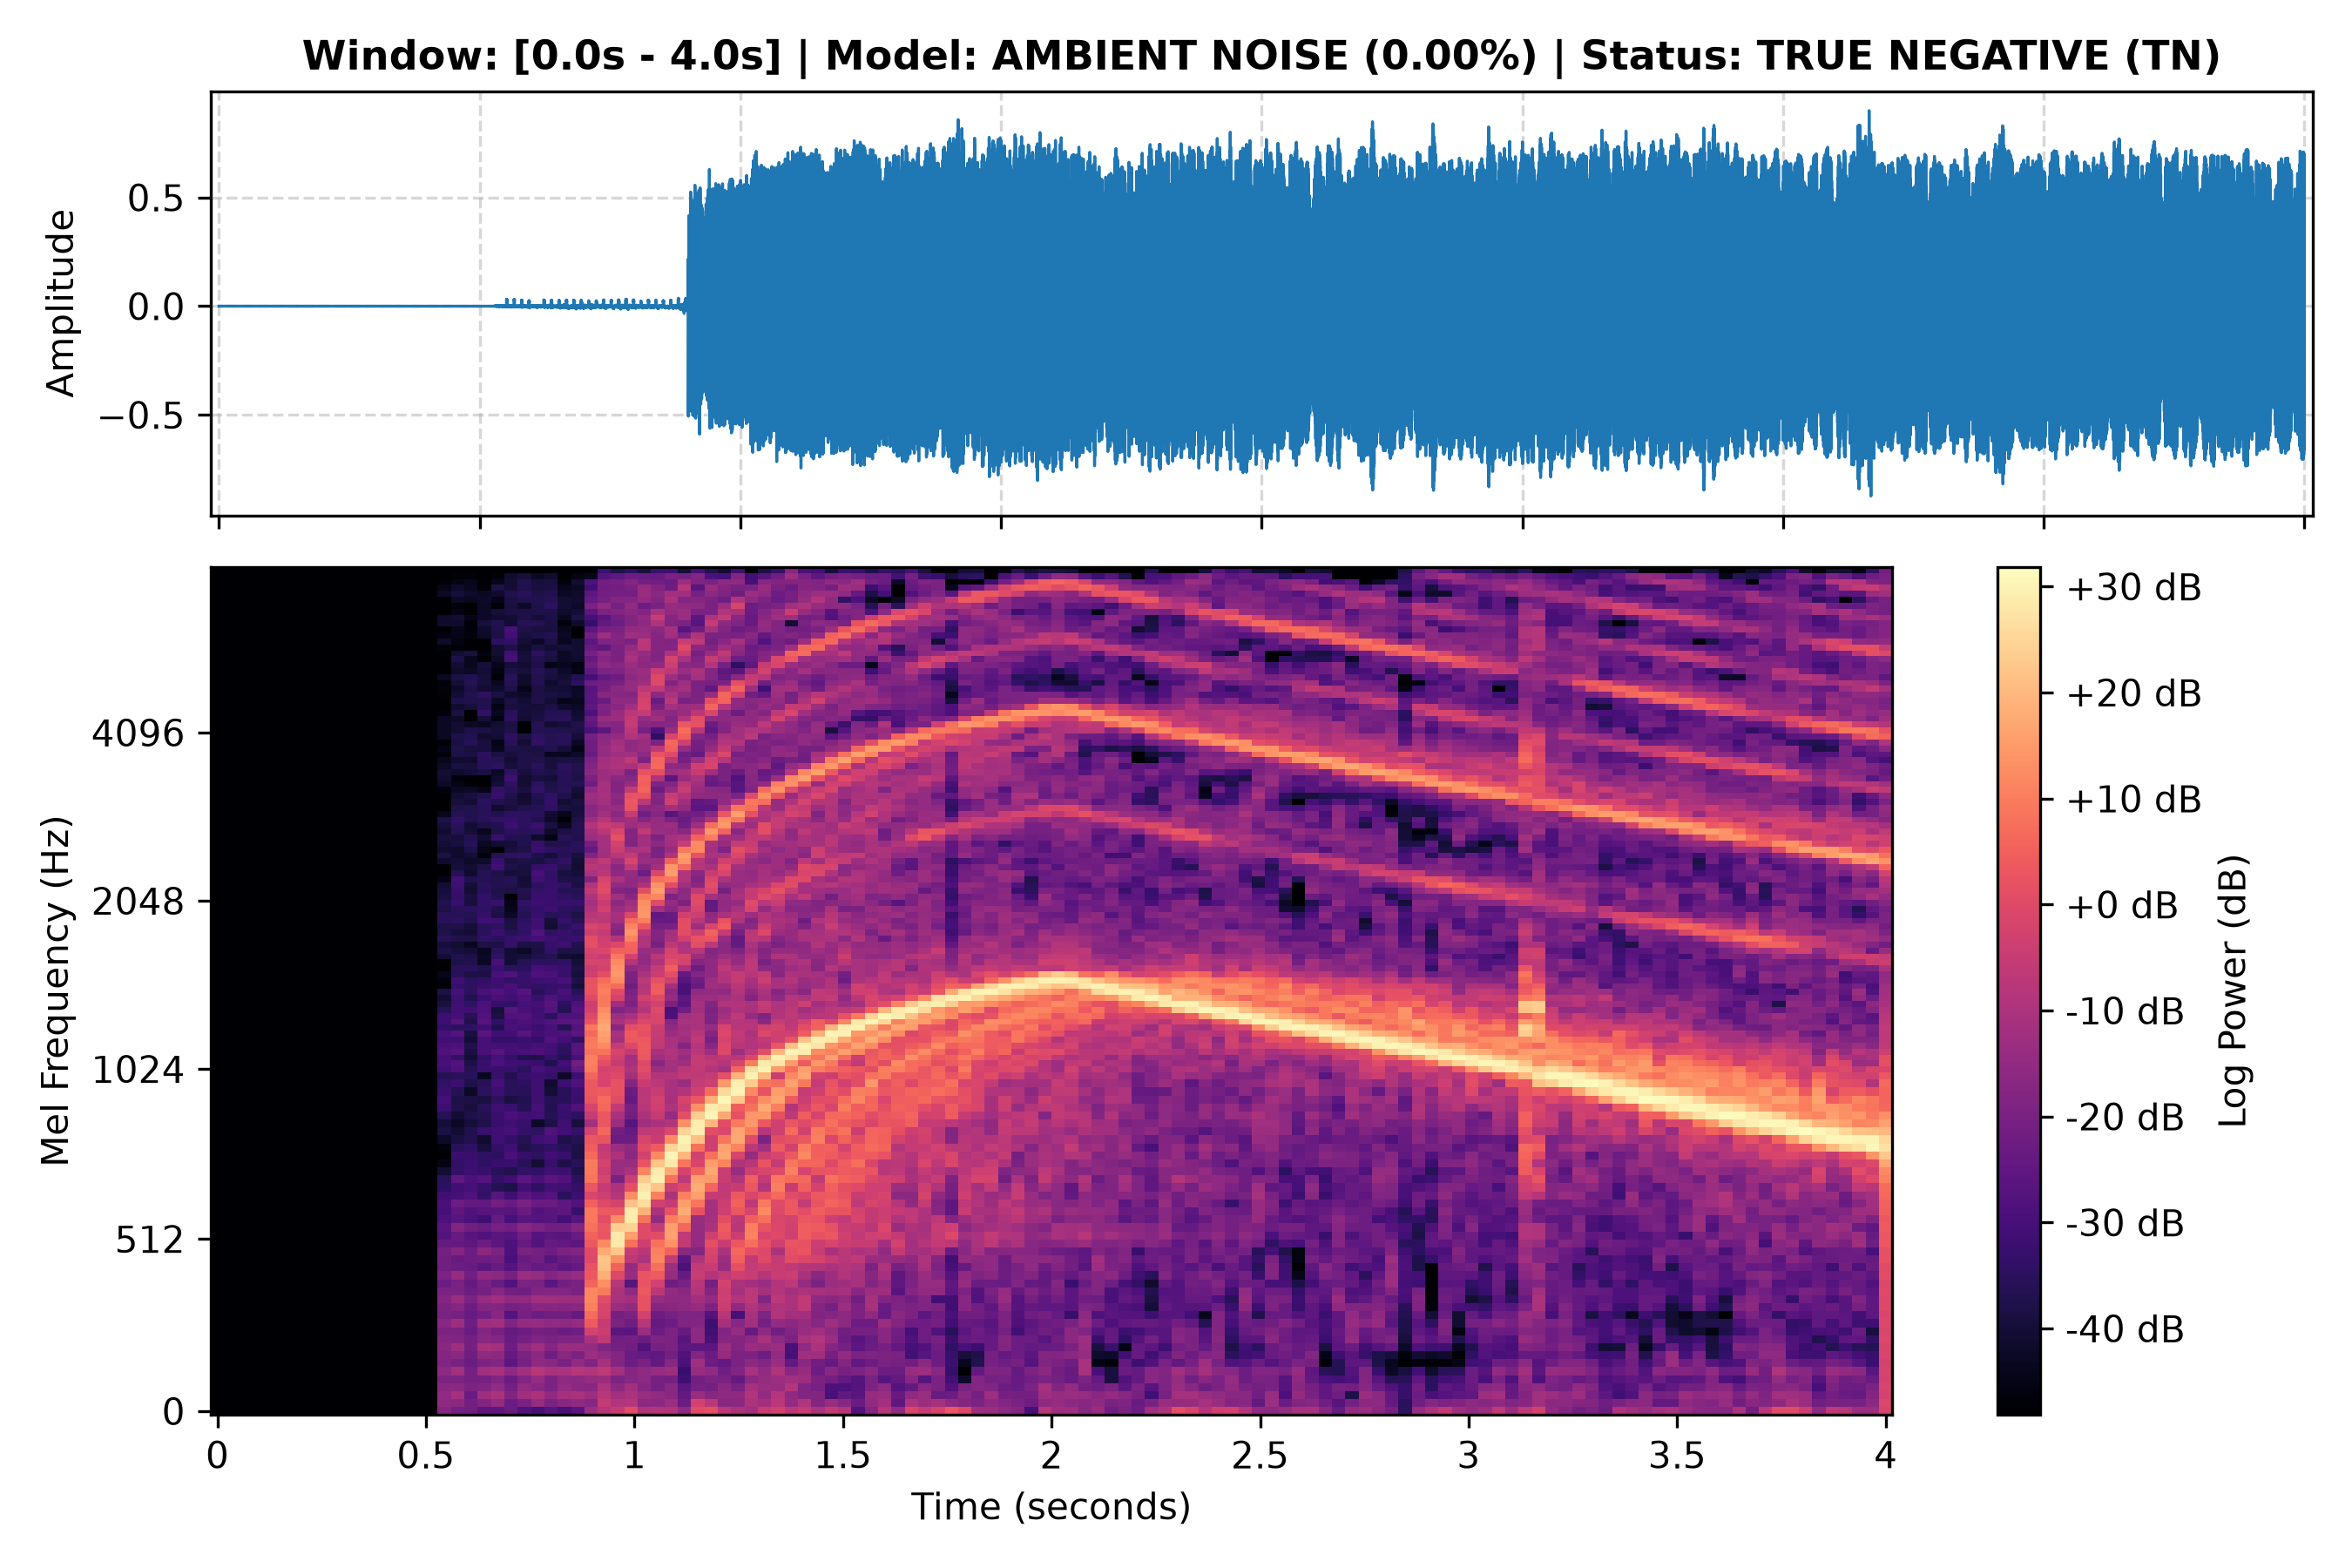 Window: [0.0s - 4.0s] | Model: AMBIENT NOISE (0.00%) | Status: TRUE NEGATIVE (TN)
Amplitude
0.5
0.0
−0.5
Mel Frequency (Hz)
4096
2048
1024
512
0
0 0.5 1 1.5 2 2.5 3 3.5 4
Time (seconds)
+30 dB
+20 dB
+10 dB
+0 dB
-10 dB
-20 dB
-30 dB
-40 dB
Log Power (dB)